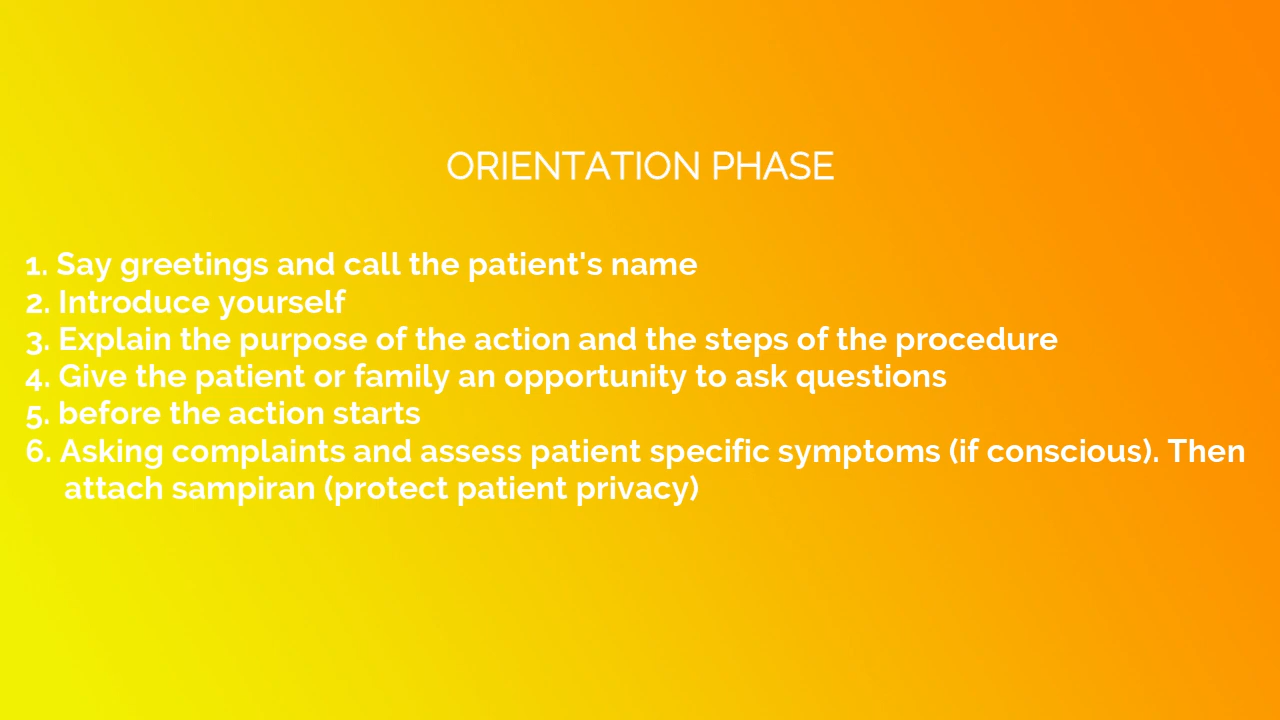 ORIENTATION PHASE
1. Say greetings and call the patient's name
2. Introduce yourself
3. Explain the purpose of the action and the steps of the procedure
4. Give the patient or family an opportunity to ask questions
5. before the action starts
6. Asking complaints and assess patient specific symptoms (if conscious). Then
attach sampiran (protect patient privacy)